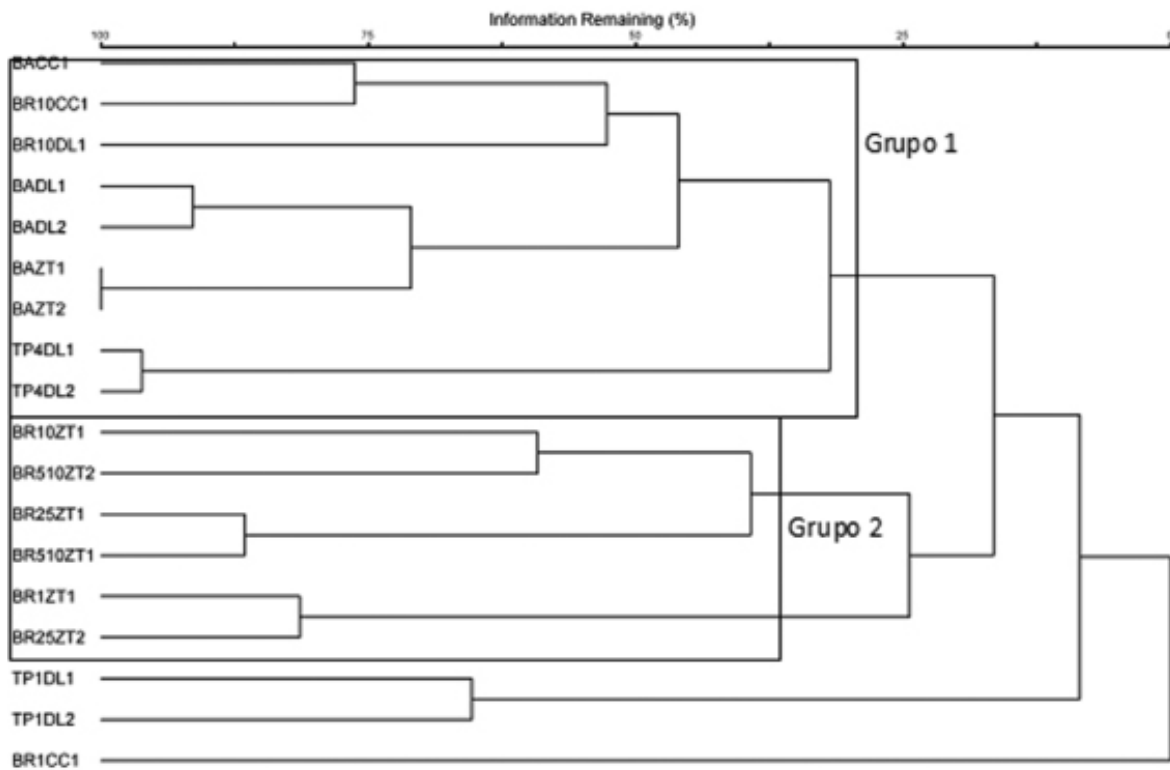 Information Remaining (%)
100 75 50 25 0
BACC1
BR10CC1
BR10DL1
Grupo 1
BADL1
BADL2
BAZT1
BAZT2
TP4DL1
TP4DL2
BR10ZT1
BR510ZT2
BR25ZT1
Grupo 2
BR510ZT1
BR1ZT1
BR25ZT2
TP1DL1
TP1DL2
BR1CC1